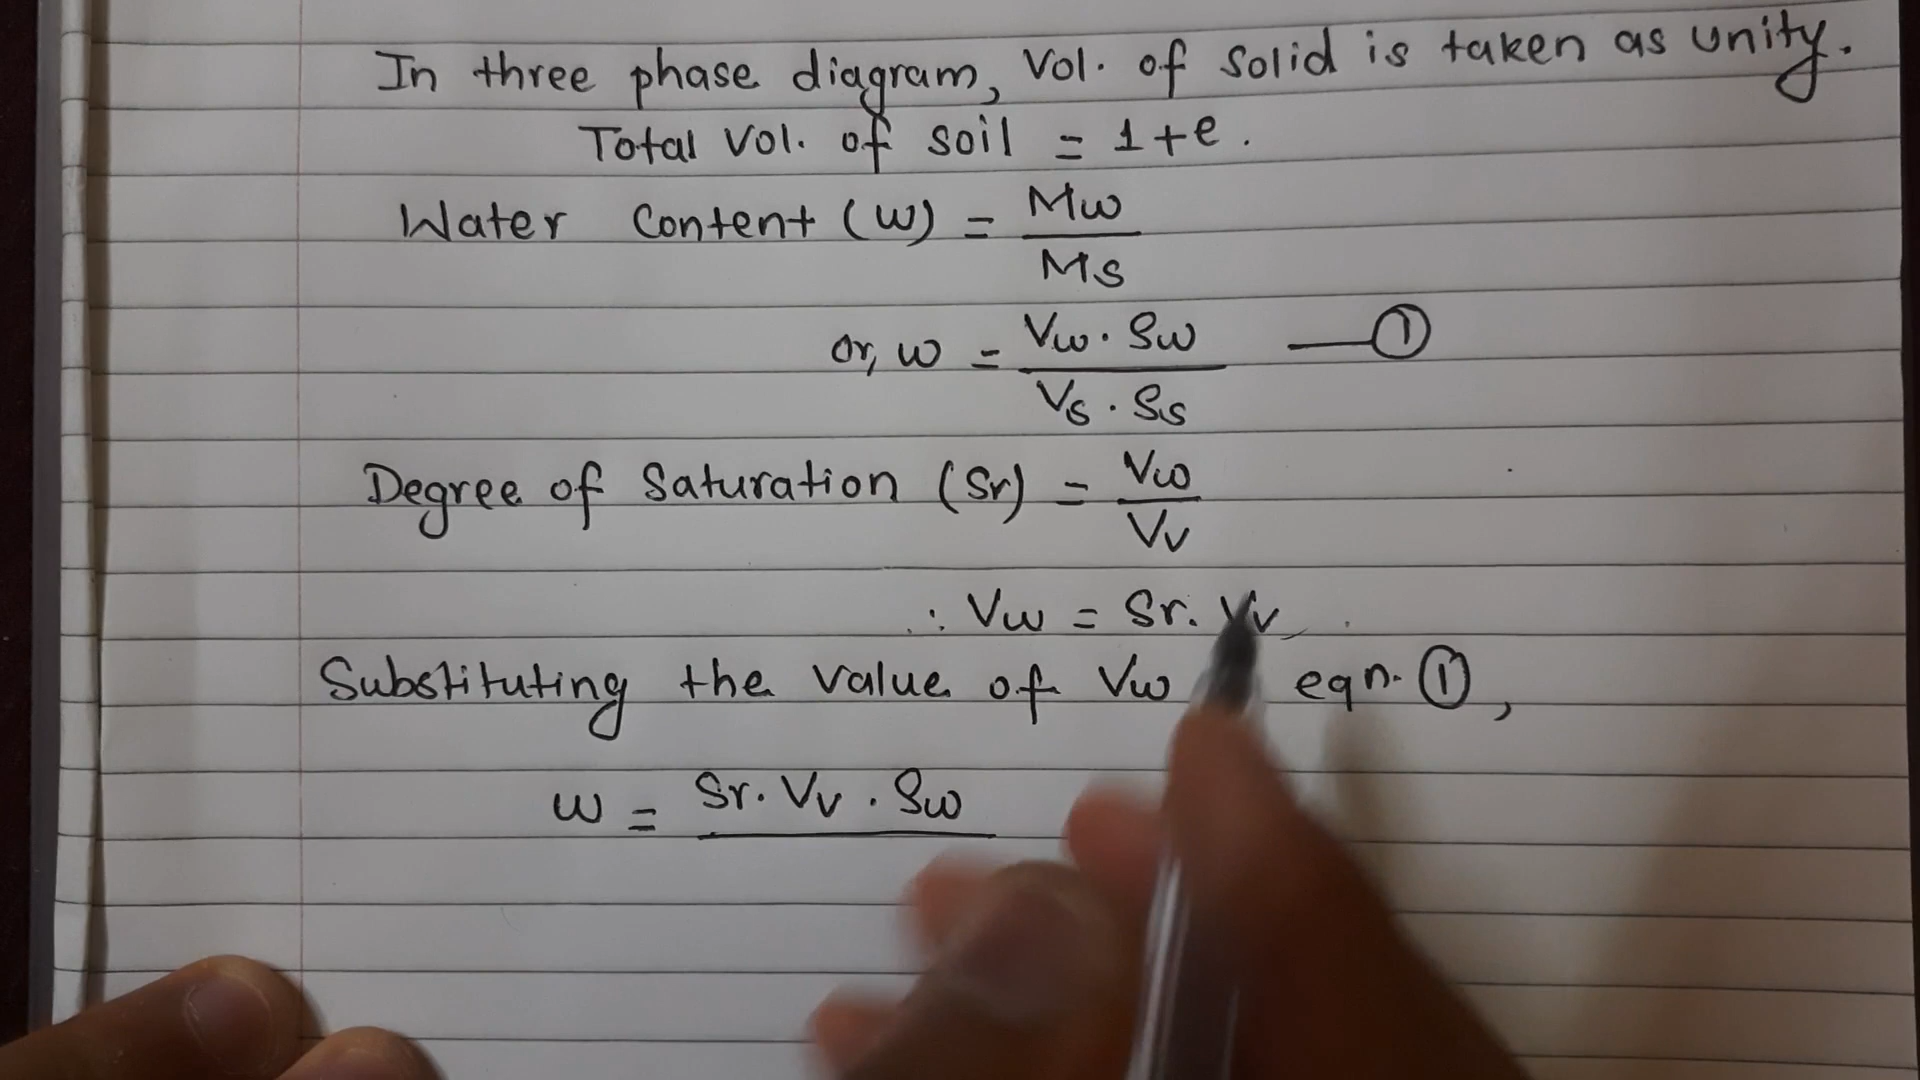 In three phase diagram, Vol. of solid is taken as unity.
Total Vol. of soil = 1+e.
Water Content (w) = Mw / Ms
or, w = Vw . ρw / Vs . ρs — ①
Degree of Saturation (Sr) = Vw / Vv
∴ Vw = Sr. Vv
Substituting the value of Vw eqn. ①,
w = Sr. Vv . ρw